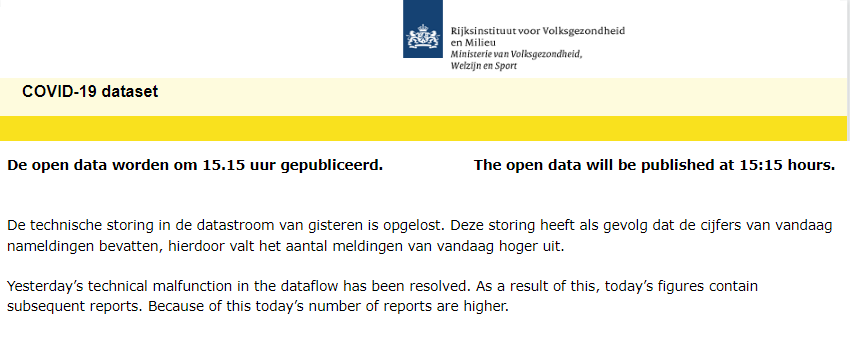 Rijksinstituut voor Volksgezondheid
en Milieu
Ministerie van Volksgezondheid,
Welzijn en Sport
COVID-19 dataset
De open data worden om 15.15 uur gepubliceerd. The open data will be published at 15:15 hours.
De technische storing in de datastroom van gisteren is opgelost. Deze storing heeft als gevolg dat de cijfers van vandaag
nameldingen bevatten, hierdoor valt het aantal meldingen van vandaag hoger uit.
Yesterday’s technical malfunction in the dataflow has been resolved. As a result of this, today’s figures contain
subsequent reports. Because of this today’s number of reports are higher.